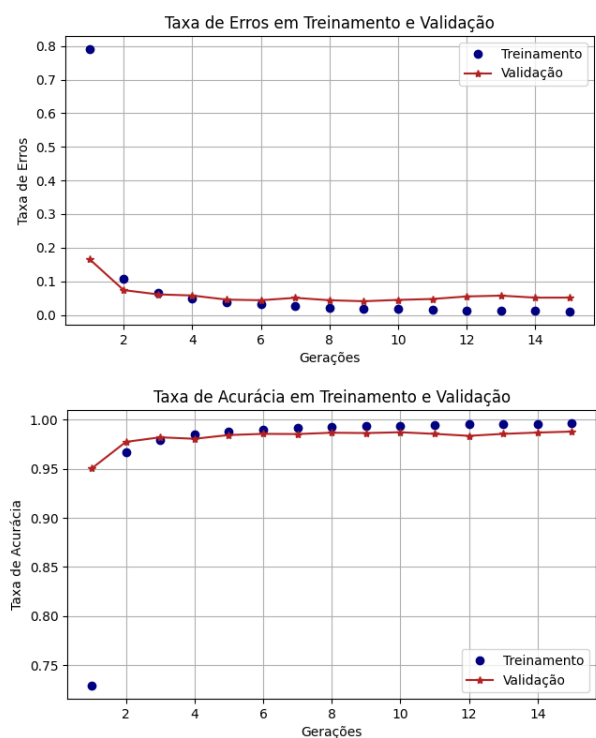 Taxa de Erros em Treinamento e Validação
0.8
0.7
0.6
0.5
0.4
0.3
0.2
0.1
0.0
Taxa de Erros
Treinamento
Validação
2 4 6 8 10 12 14
Gerações
Taxa de Acurácia em Treinamento e Validação
1.00
0.95
0.90
0.85
0.80
0.75
Taxa de Acurácia
Treinamento
Validação
2 4 6 8 10 12 14
Gerações